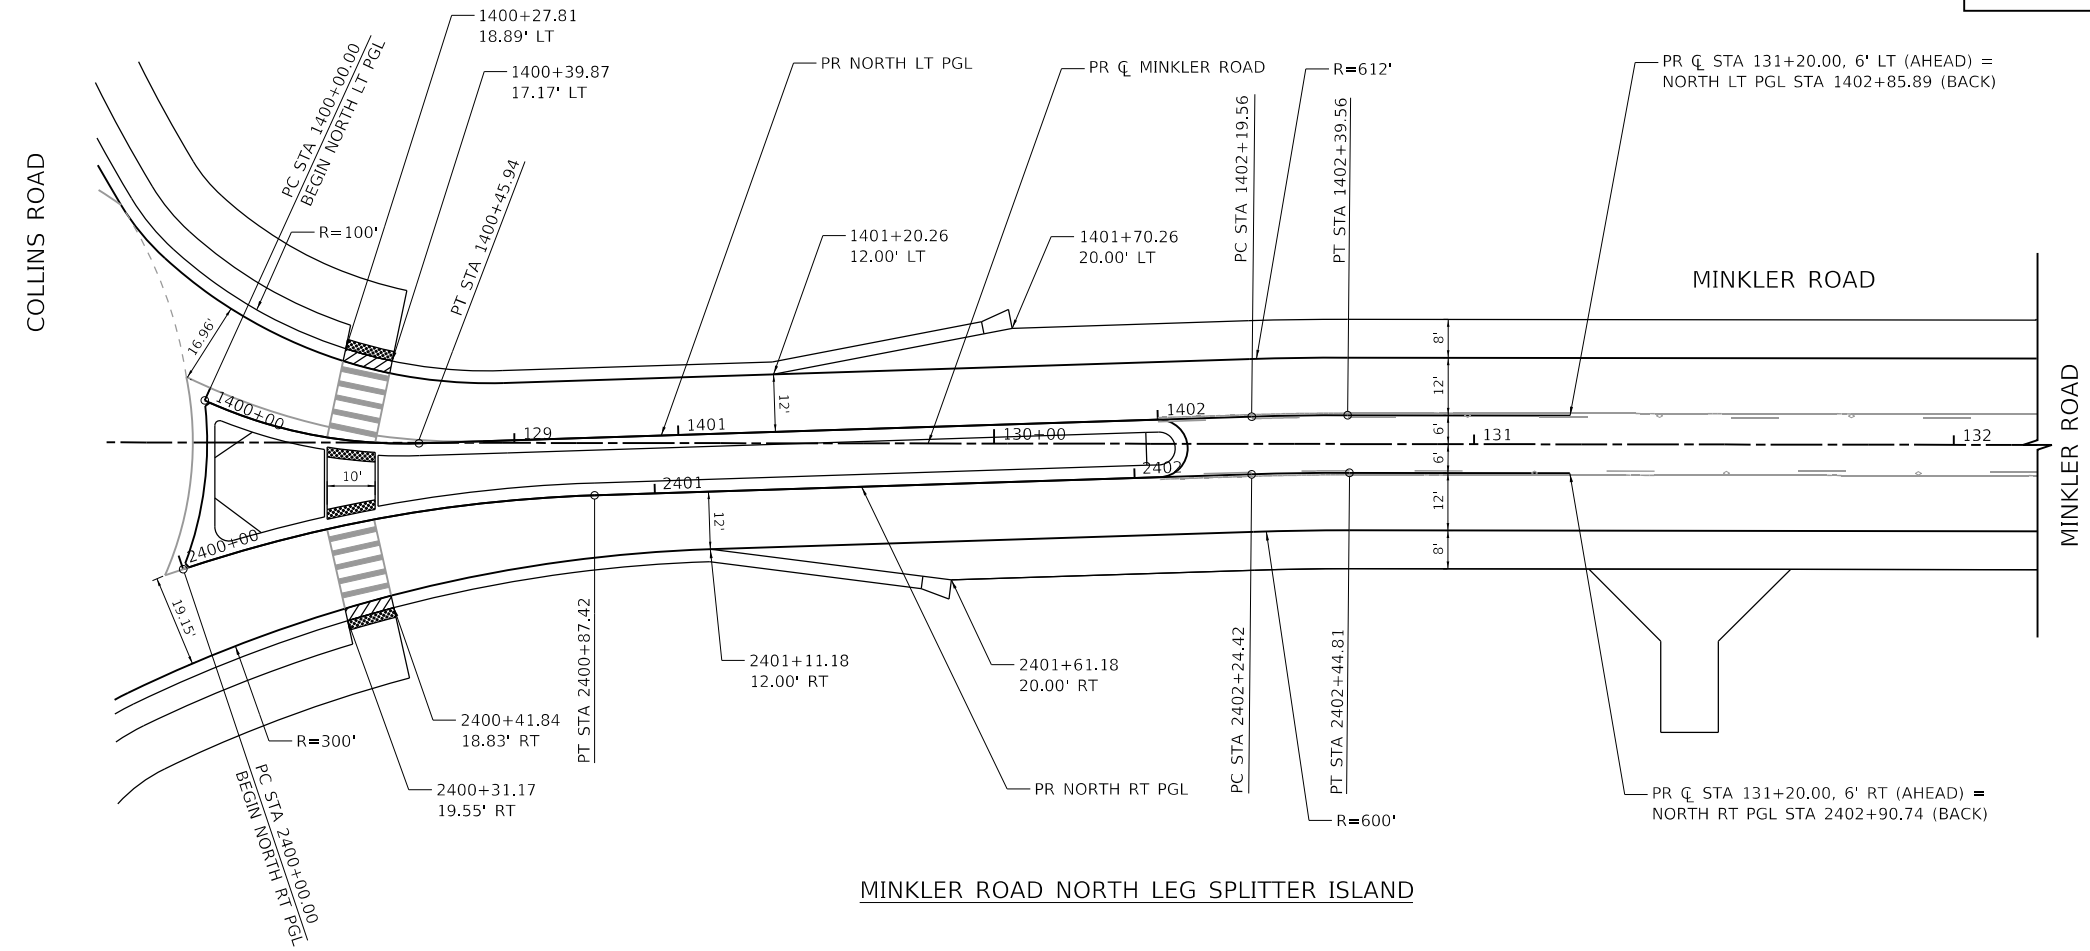 1400+27.81
18.89' LT
1400+39.87
17.17' LT
PC STA 1400+00.00
BEGIN NORTH LT PGL
PT STA 1400+45.94
R=100'
COLLINS ROAD
16.96'
PR NORTH LT PGL
PR ℄ MINKLER ROAD
R=612'
PC STA 1402+19.56
PT STA 1402+39.56
PR ℄ STA 131+20.00, 6' LT (AHEAD) =
NORTH LT PGL STA 1402+85.89 (BACK)
1401+20.26
12.00' LT
1401+70.26
20.00' LT
MINKLER ROAD
8'
12'
6'
6'
12'
8'
MINKLER ROAD
1400+00
129
1401
12'
130+00
1402
131
132
10'
2400+00
2401
2402
12'
19.15'
R=300'
PC STA 2400+00.00
BEGIN NORTH RT PGL
2400+41.84
18.83' RT
2400+31.17
19.55' RT
PT STA 2400+87.42
2401+11.18
12.00' RT
2401+61.18
20.00' RT
PR NORTH RT PGL
PC STA 2402+24.42
PT STA 2402+44.81
R=600'
PR ℄ STA 131+20.00, 6' RT (AHEAD) =
NORTH RT PGL STA 2402+90.74 (BACK)
MINKLER ROAD NORTH LEG SPLITTER ISLAND